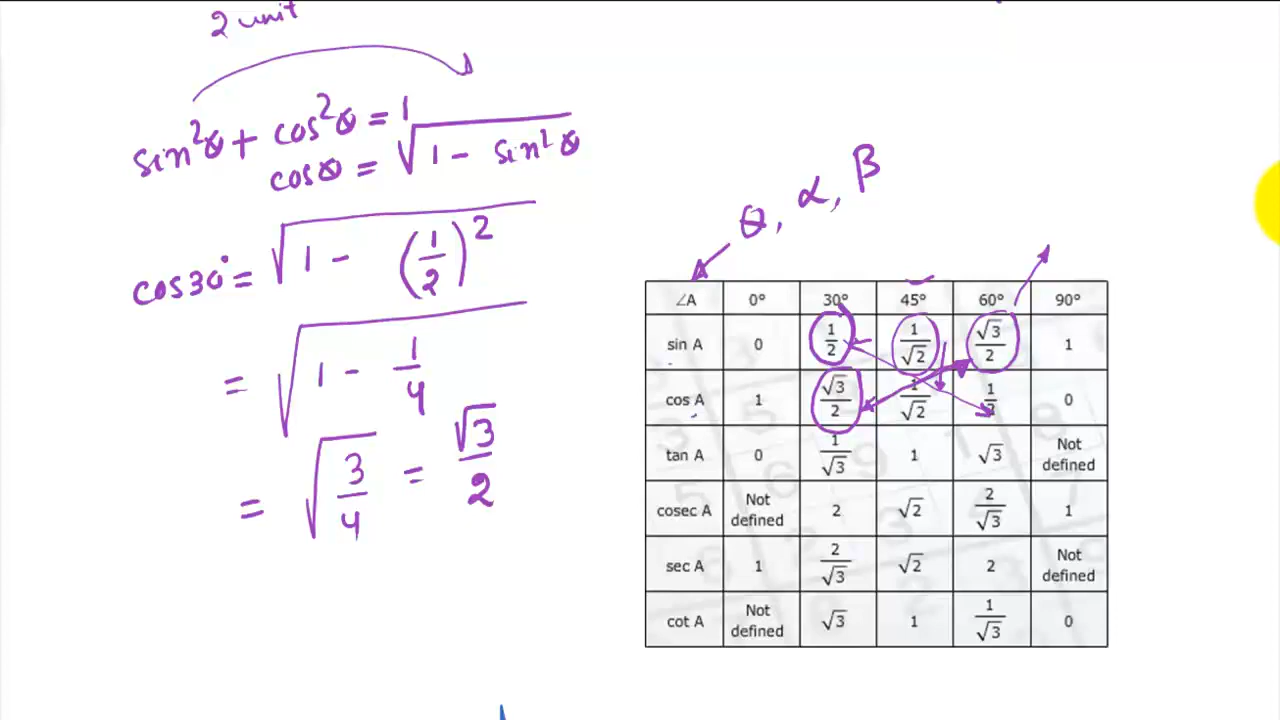 2 unit
sin²θ + cos²θ = 1
cosθ = √(1 - sin²θ)
cos30° = √(1 - (1/2)²)
= √(1 - 1/4)
= √(3/4) = √3/2
θ, α, β
∠A 0° 30° 45° 60° 90°
sin A 0 1/2 1/√2 √3/2 1
cos A 1 √3/2 1/√2 1/2 0
tan A 0 1/√3 1 √3 Not defined
cosec A Not defined 2 √2 2/√3 1
sec A 1 2/√3 √2 2 Not defined
cot A Not defined √3 1 1/√3 0